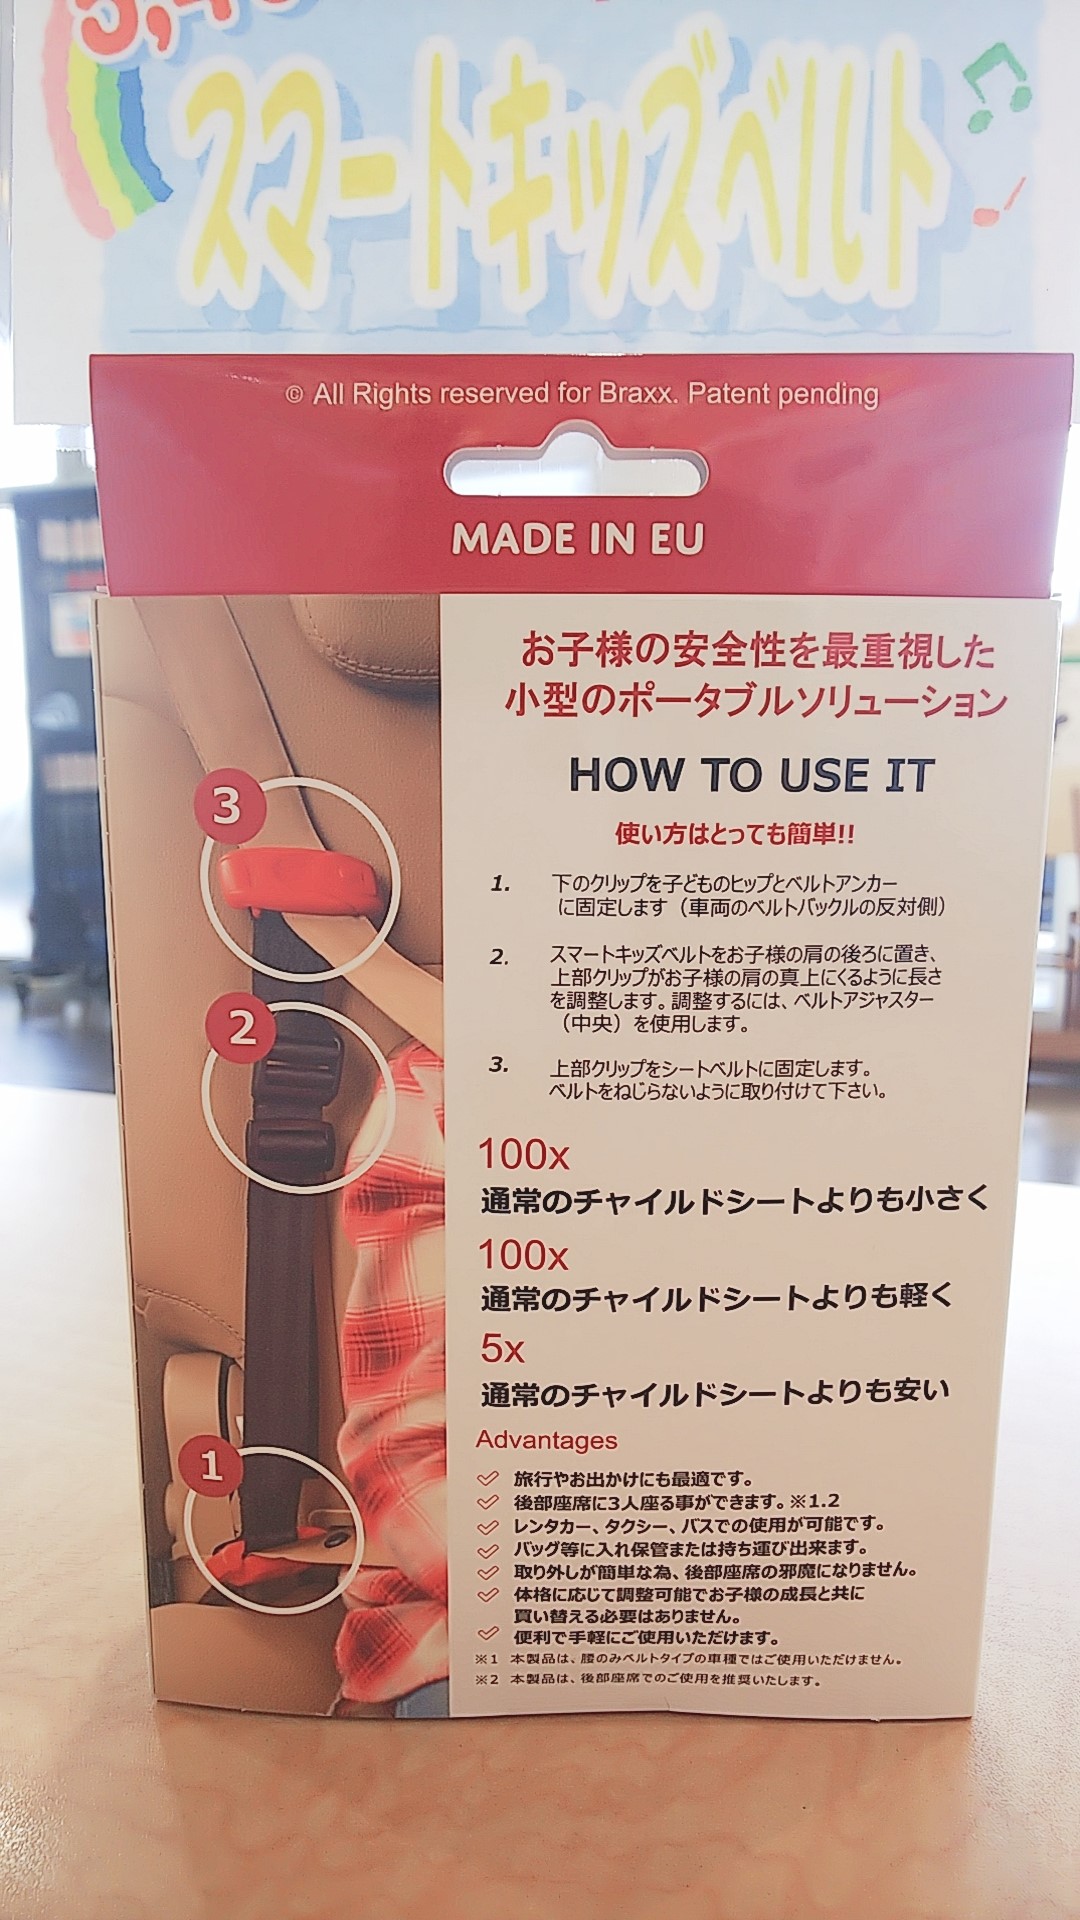 スマートキッズベルト
© All Rights reserved for Braxx. Patent pending
MADE IN EU
お子様の安全性を最重視した
小型のポータブルソリューション
HOW TO USE IT
使い方はとっても簡単!!
1. 下のクリップを子どものヒップとベルトアンカー
に固定します（車両のベルトバックルの反対側）
2. スマートキッズベルトをお子様の肩の後ろに置き、
上部クリップがお子様の肩の真上にくるように長さ
を調整します。調整するには、ベルトアジャスター
（中央）を使用します。
3. 上部クリップをシートベルトに固定します。
ベルトをねじらないように取り付けて下さい。
3
2
1
100x
通常のチャイルドシートよりも小さく
100x
通常のチャイルドシートよりも軽く
5x
通常のチャイルドシートよりも安い
Advantages
旅行やお出かけにも最適です。
後部座席に3人座る事ができます。※1.2
レンタカー、タクシー、バスでの使用が可能です。
バッグ等に入れ保管または持ち運び出来ます。
取り外しが簡単な為、後部座席の邪魔になりません。
体格に応じて調整可能でお子様の成長と共に
買い替える必要はありません。
便利で手軽にご使用いただけます。
※1 本製品は、腰のみベルトタイプの車種ではご使用いただけません。
※2 本製品は、後部座席でのご使用を推奨いたします。